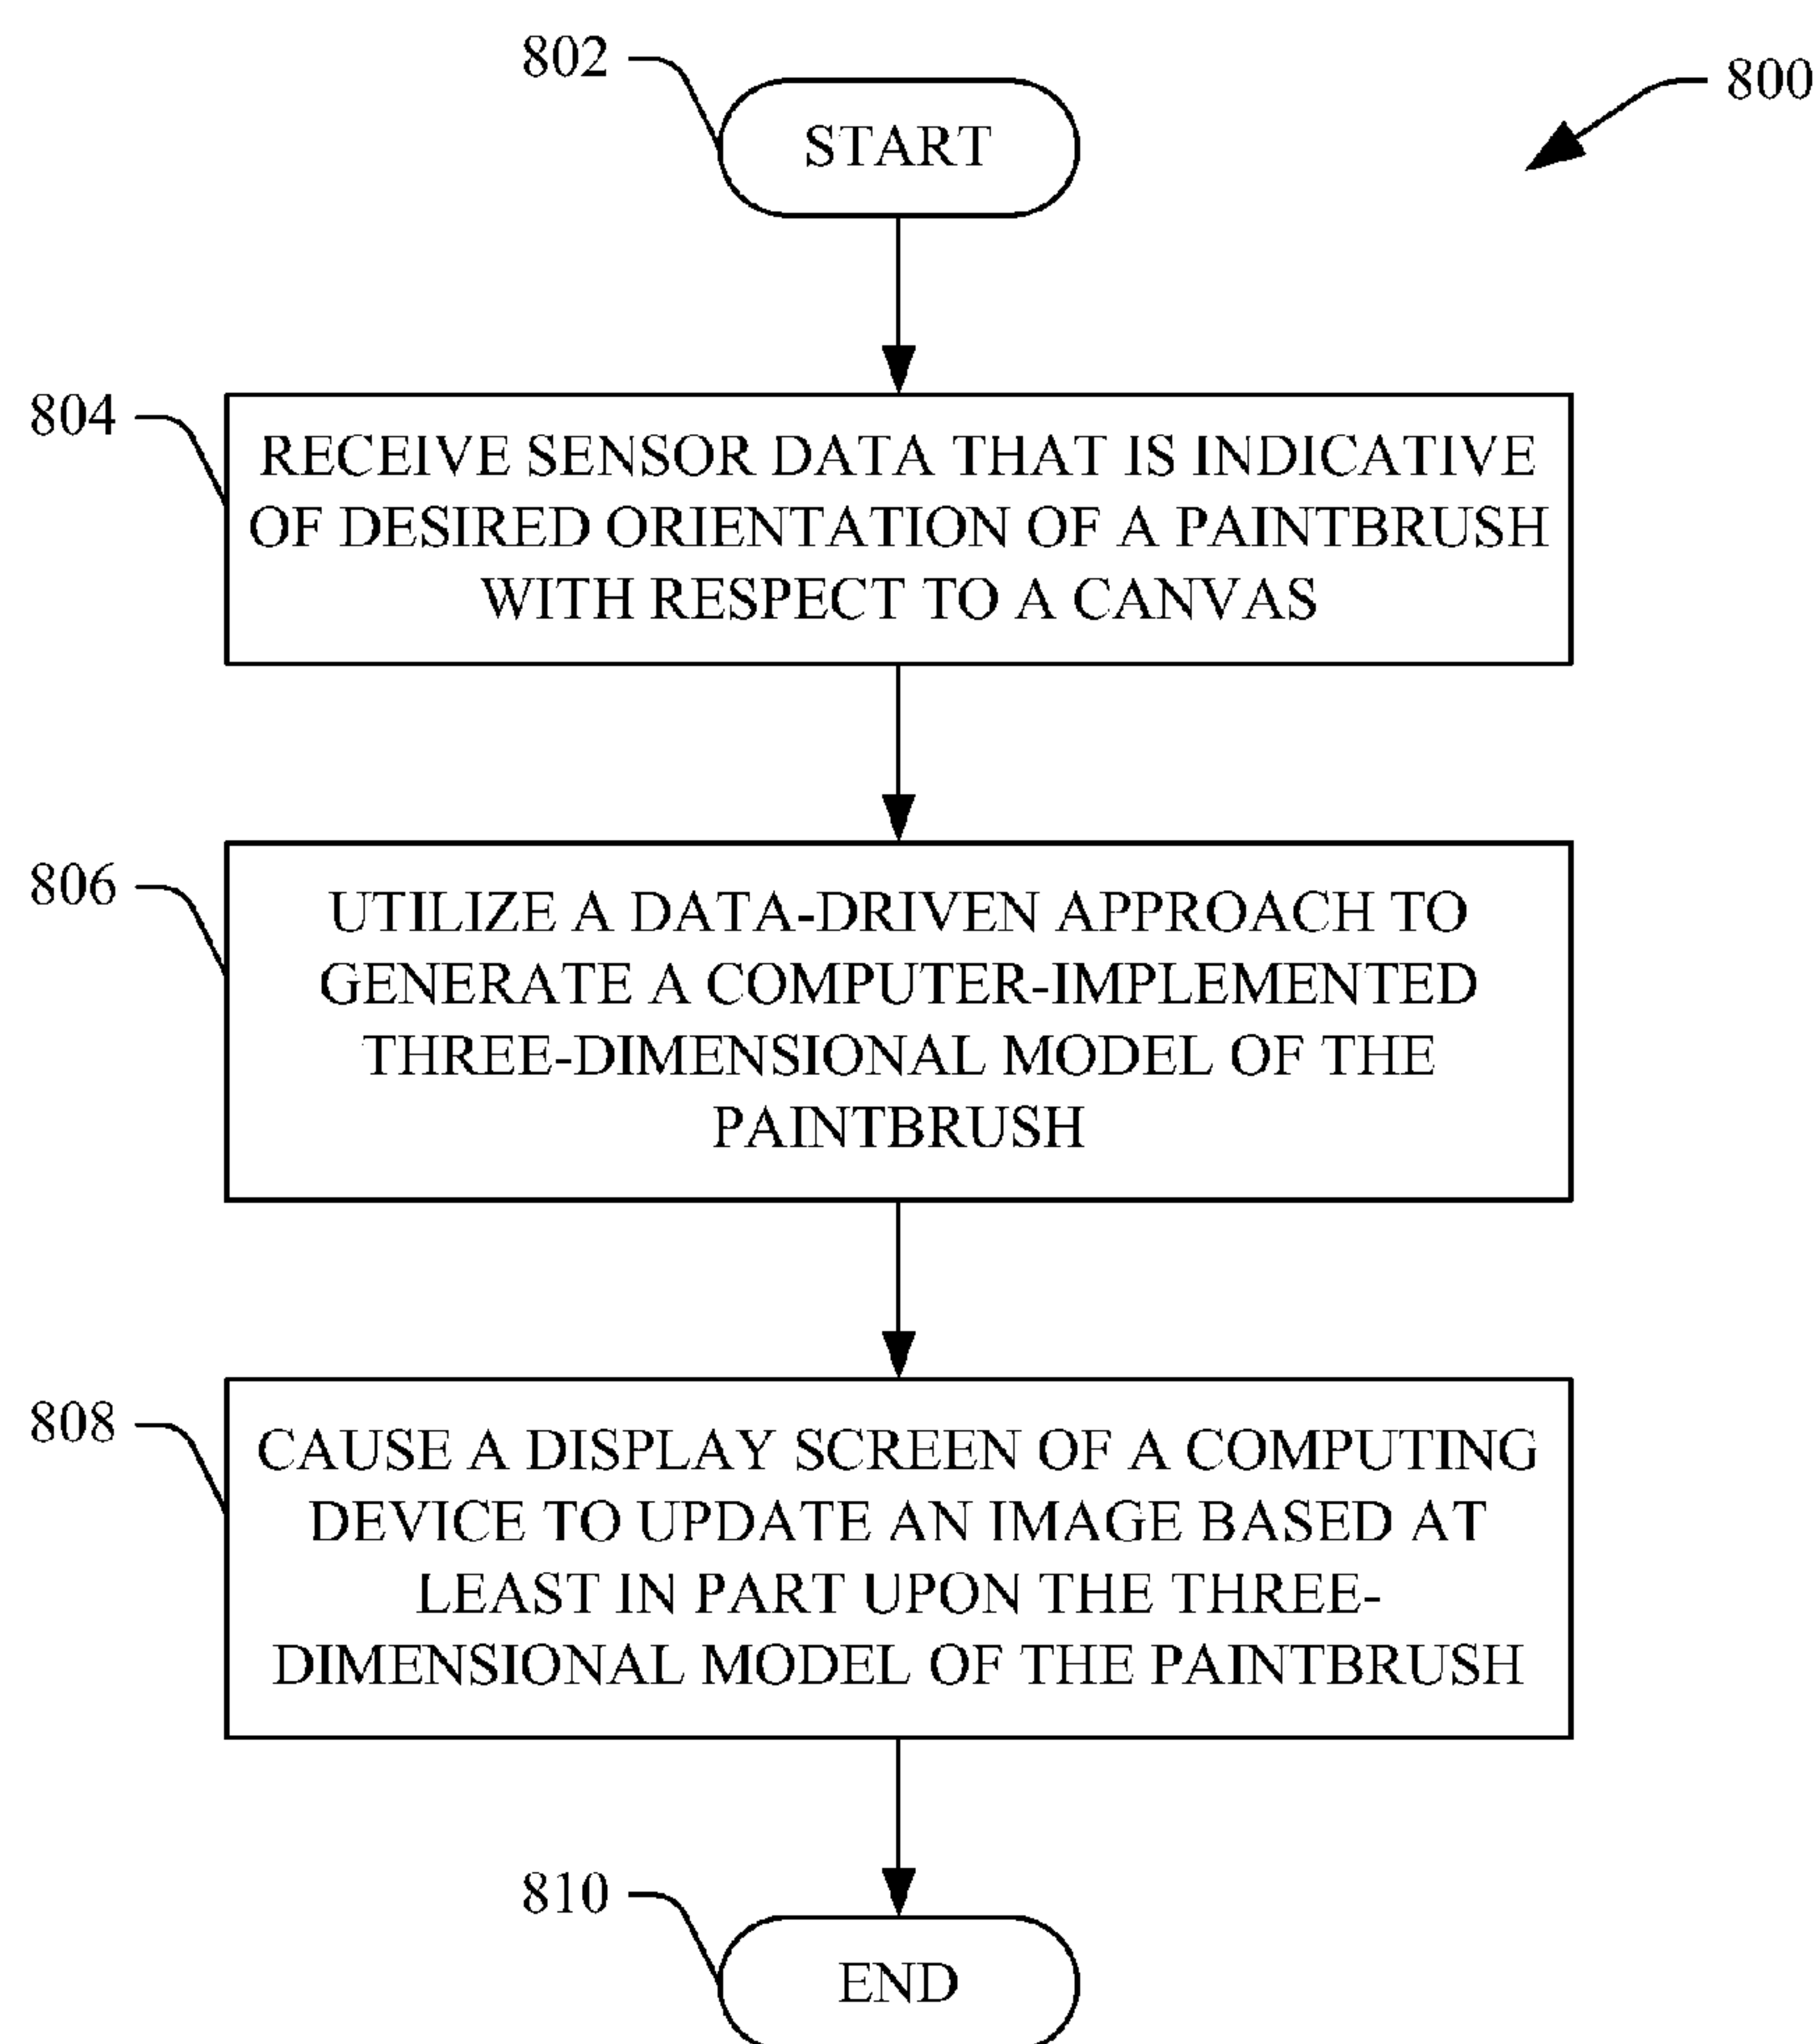 802
800
START
804
RECEIVE SENSOR DATA THAT IS INDICATIVE
OF DESIRED ORIENTATION OF A PAINTBRUSH
WITH RESPECT TO A CANVAS
806
UTILIZE A DATA-DRIVEN APPROACH TO
GENERATE A COMPUTER-IMPLEMENTED
THREE-DIMENSIONAL MODEL OF THE
PAINTBRUSH
808
CAUSE A DISPLAY SCREEN OF A COMPUTING
DEVICE TO UPDATE AN IMAGE BASED AT
LEAST IN PART UPON THE THREE-
DIMENSIONAL MODEL OF THE PAINTBRUSH
810
END